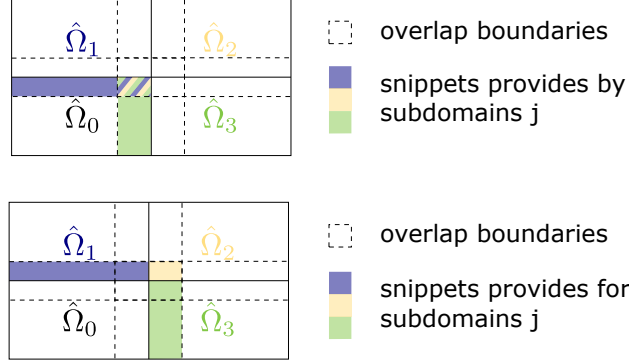 Ω̂₁ Ω̂₂ overlap boundaries
snippets provides by
Ω̂₀ Ω̂₃ subdomains j
Ω̂₁ Ω̂₂ overlap boundaries
snippets provides for
Ω̂₀ Ω̂₃ subdomains j